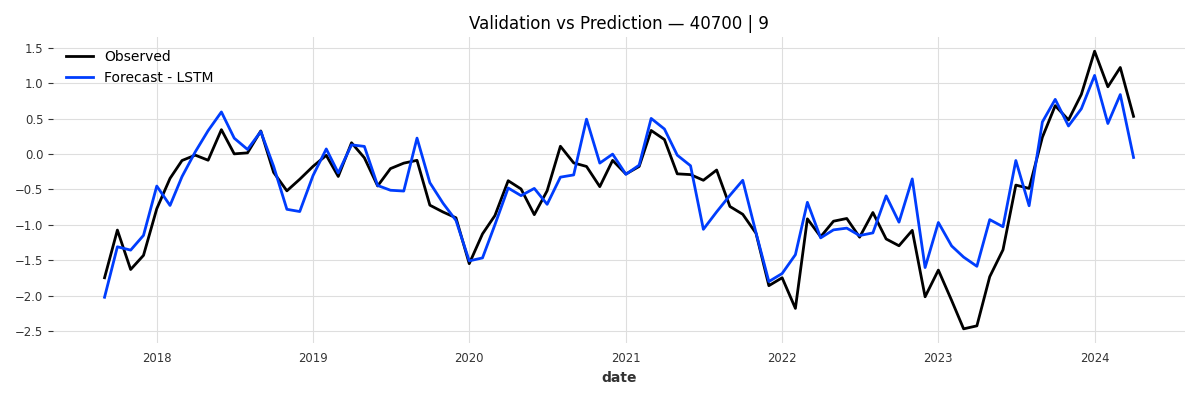 Validation vs Prediction — 40700 | 9
Observed
Forecast - LSTM
1.5
1.0
0.5
0.0
−0.5
−1.0
−1.5
−2.0
−2.5
2018 2019 2020 2021 2022 2023 2024
date